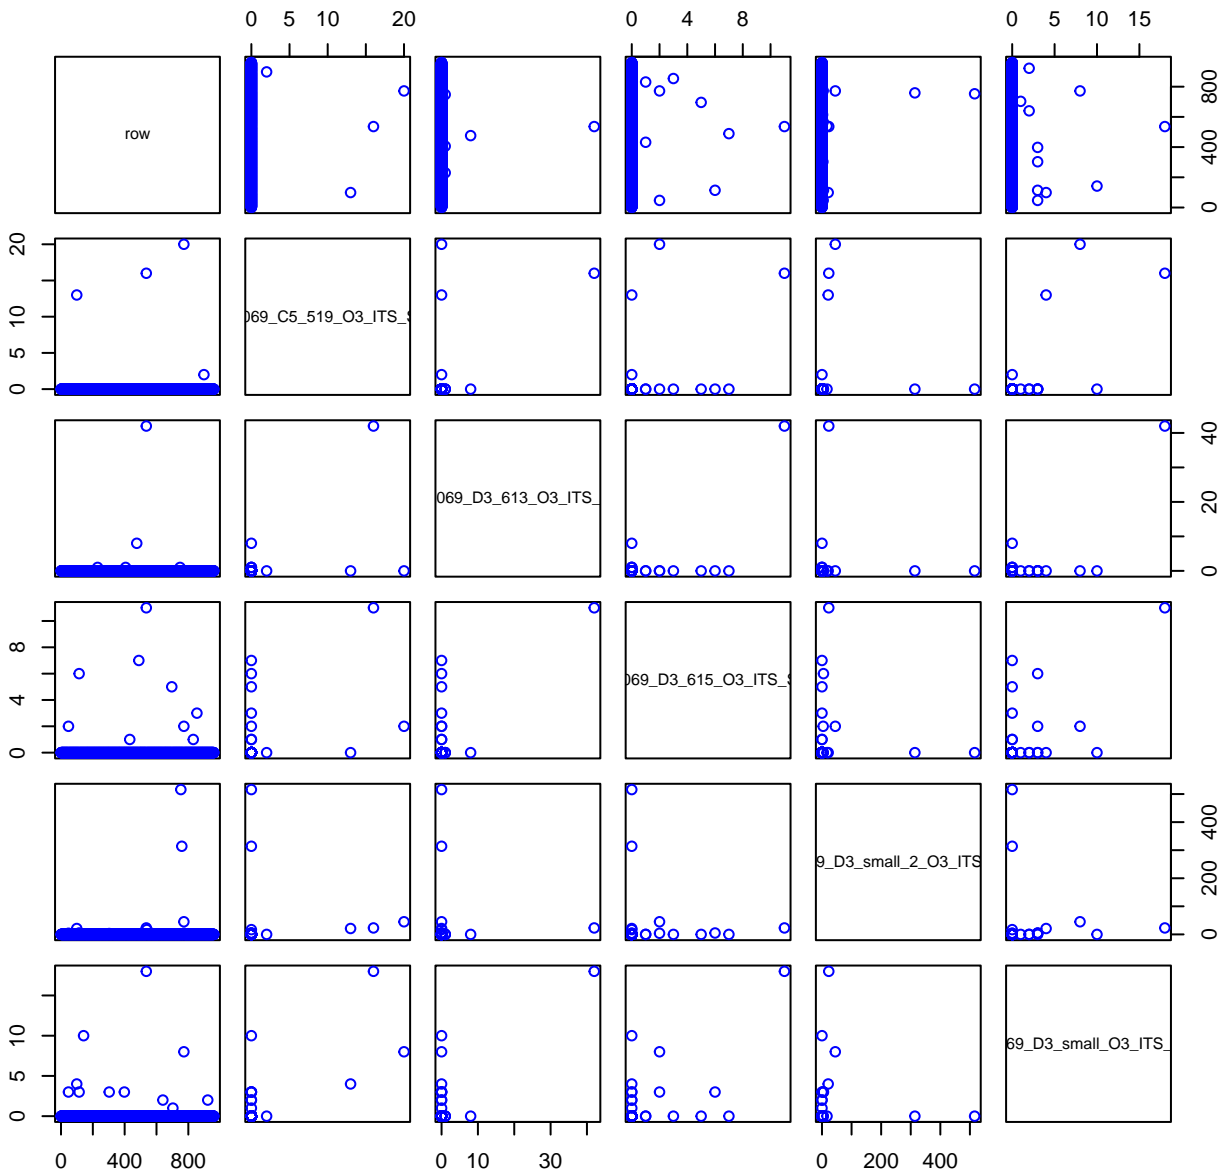 0 5 10 20 0 4 8 0 5 10 15
row
0 400 800
0 5 10 20
069_C5_519_O3_ITS_S
069_D3_613_O3_ITS_
0 20 40
0 4 8
069_D3_615_O3_ITS_S
9_D3_small_2_O3_ITS
0 200 400
0 5 10
69_D3_small_O3_ITS_
0 400 800 0 10 30 0 200 400